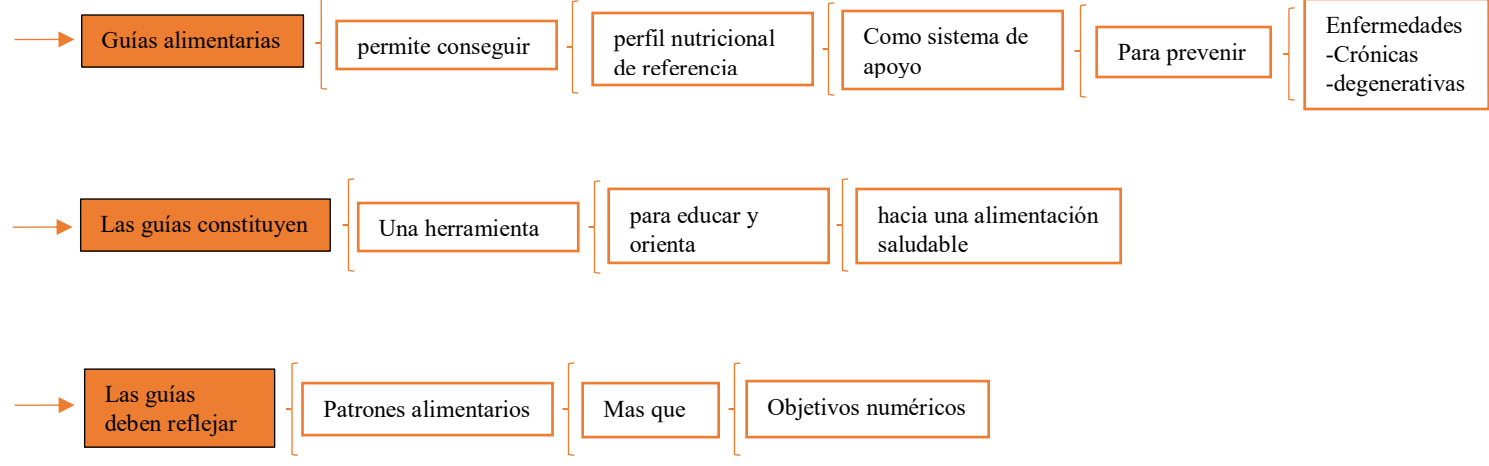 Guías alimentarias
permite conseguir
perfil nutricional
de referencia
Como sistema de
apoyo
Para prevenir
Enfermedades
-Crónicas
-degenerativas
Las guías constituyen
Una herramienta
para educar y
orienta
hacia una alimentación
saludable
Las guías
deben reflejar
Patrones alimentarios
Mas que
Objetivos numéricos